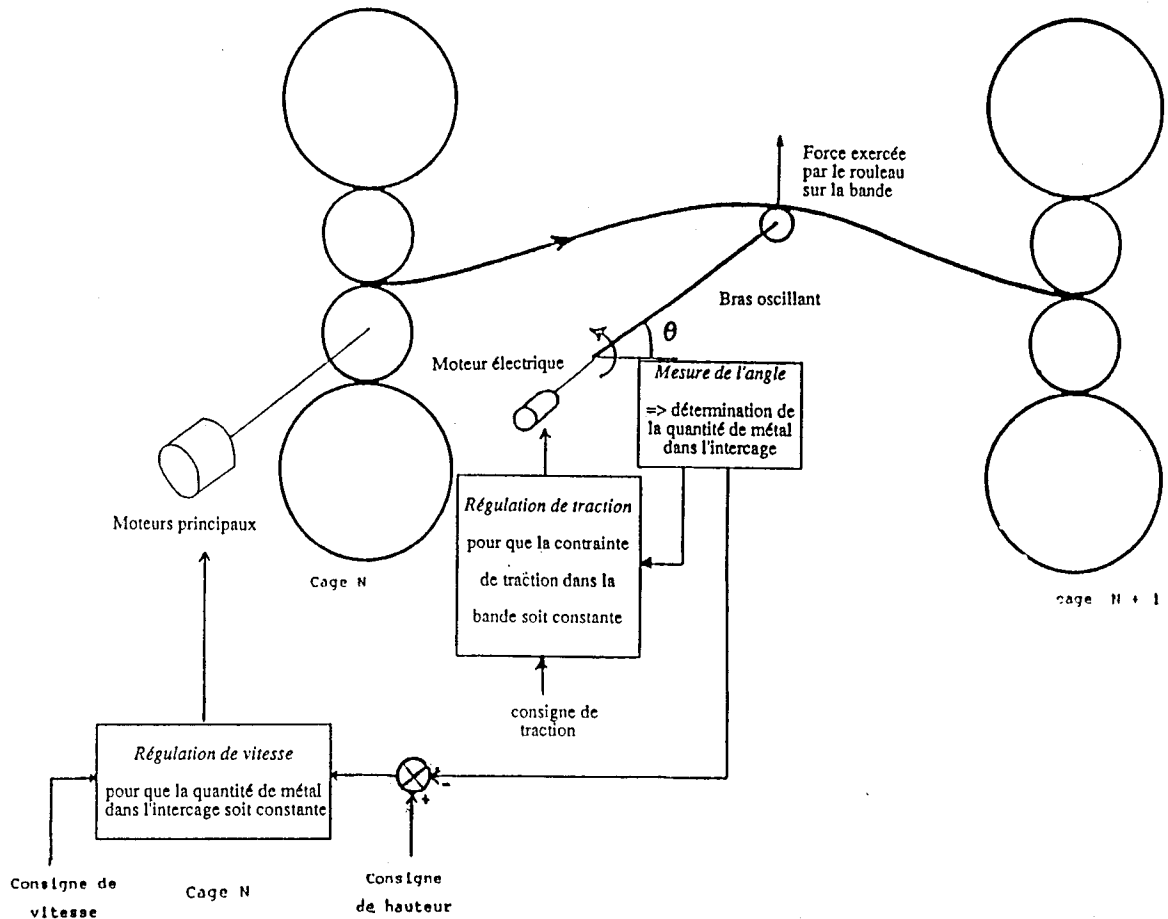 Force exercée
par le rouleau
sur la bande
Bras oscillant
θ
Moteur électrique
Mesure de l'angle
=> détermination de
la quantité de métal
dans l'intercage
Moteurs principaux
Régulation de traction
pour que la contrainte
de traction dans la
bande soit constante
Cage N
cage N + 1
consigne de
traction
Régulation de vitesse
pour que la quantité de métal
dans l'intercage soit constante
-
+
Consigne de
vitesse
Cage N
Consigne
de hauteur